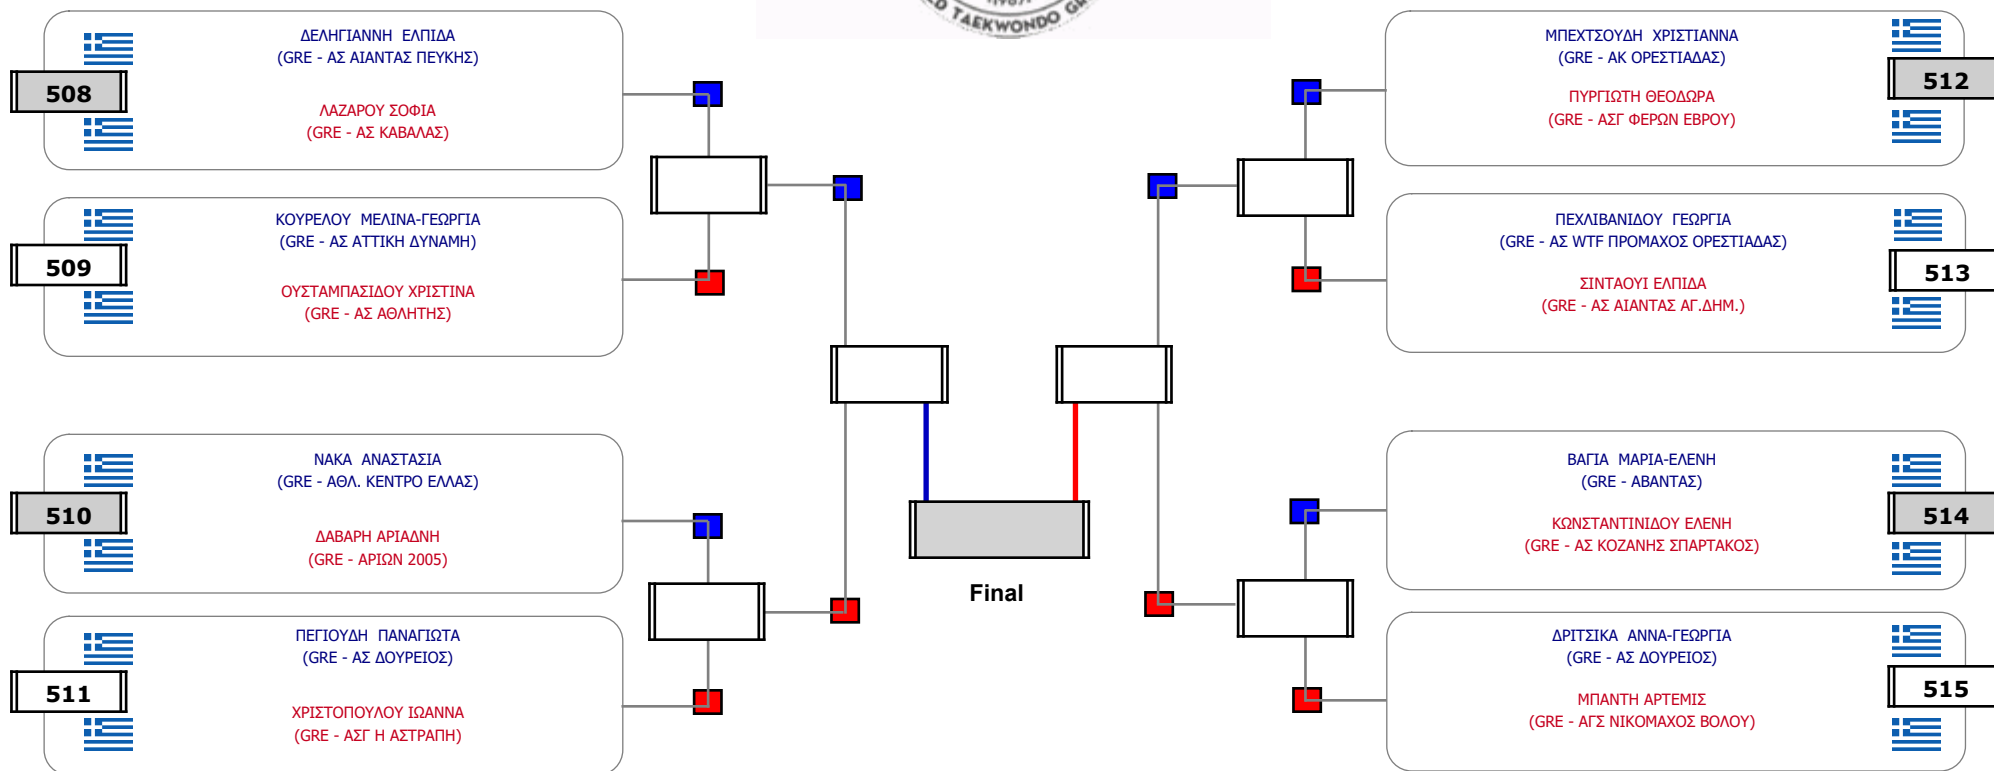 TAEKWONDO
ΔΕΛΗΓΙΑΝΝΗ ΕΛΠΙΔΑ
(GRE - ΑΣ ΑΙΑΝΤΑΣ ΠΕΥΚΗΣ)
508
ΛΑΖΑΡΟΥ ΣΟΦΙΑ
(GRE - ΑΣ ΚΑΒΑΛΑΣ)
ΚΟΥΡΕΛΟΥ ΜΕΛΙΝΑ-ΓΕΩΡΓΙΑ
(GRE - ΑΣ ΑΤΤΙΚΗ ΔΥΝΑΜΗ)
509
ΟΥΣΤΑΜΠΑΣΙΔΟΥ ΧΡΙΣΤΙΝΑ
(GRE - ΑΣ ΑΘΛΗΤΗΣ)
ΝΑΚΑ ΑΝΑΣΤΑΣΙΑ
(GRE - ΑΘΛ. ΚΕΝΤΡΟ ΕΛΛΑΣ)
510
ΔΑΒΑΡΗ ΑΡΙΑΔΝΗ
(GRE - ΑΡΙΩΝ 2005)
ΠΕΓΙΟΥΔΗ ΠΑΝΑΓΙΩΤΑ
(GRE - ΑΣ ΔΟΥΡΕΙΟΣ)
511
ΧΡΙΣΤΟΠΟΥΛΟΥ ΙΩΑΝΝΑ
(GRE - ΑΣΓ Η ΑΣΤΡΑΠΗ)
Final
ΜΠΕΧΤΣΟΥΔΗ ΧΡΙΣΤΙΑΝΝΑ
(GRE - ΑΚ ΟΡΕΣΤΙΑΔΑΣ)
512
ΠΥΡΓΙΩΤΗ ΘΕΟΔΩΡΑ
(GRE - ΑΣΓ ΦΕΡΩΝ ΕΒΡΟΥ)
ΠΕΧΛΙΒΑΝΙΔΟΥ ΓΕΩΡΓΙΑ
(GRE - ΑΣ WTF ΠΡΟΜΑΧΟΣ ΟΡΕΣΤΙΑΔΑΣ)
513
ΣΙΝΤΑΟΥΙ ΕΛΠΙΔΑ
(GRE - ΑΣ ΑΙΑΝΤΑΣ ΑΓ.ΔΗΜ.)
ΒΑΓΙΑ ΜΑΡΙΑ-ΕΛΕΝΗ
(GRE - ΑΒΑΝΤΑΣ)
514
ΚΩΝΣΤΑΝΤΙΝΙΔΟΥ ΕΛΕΝΗ
(GRE - ΑΣ ΚΟΖΑΝΗΣ ΣΠΑΡΤΑΚΟΣ)
ΔΡΙΤΣΙΚΑ ΑΝΝΑ-ΓΕΩΡΓΙΑ
(GRE - ΑΣ ΔΟΥΡΕΙΟΣ)
515
ΜΠΑΝΤΗ ΑΡΤΕΜΙΣ
(GRE - ΑΓΣ ΝΙΚΟΜΑΧΟΣ ΒΟΛΟΥ)